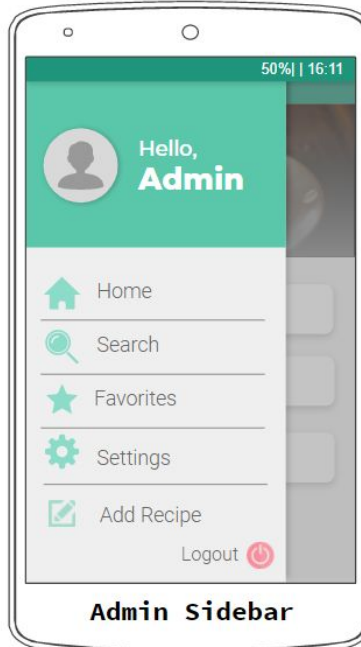 50%| | 16:11
Hello,
Admin
Home
Search
Favorites
Settings
Add Recipe
Logout
Admin Sidebar